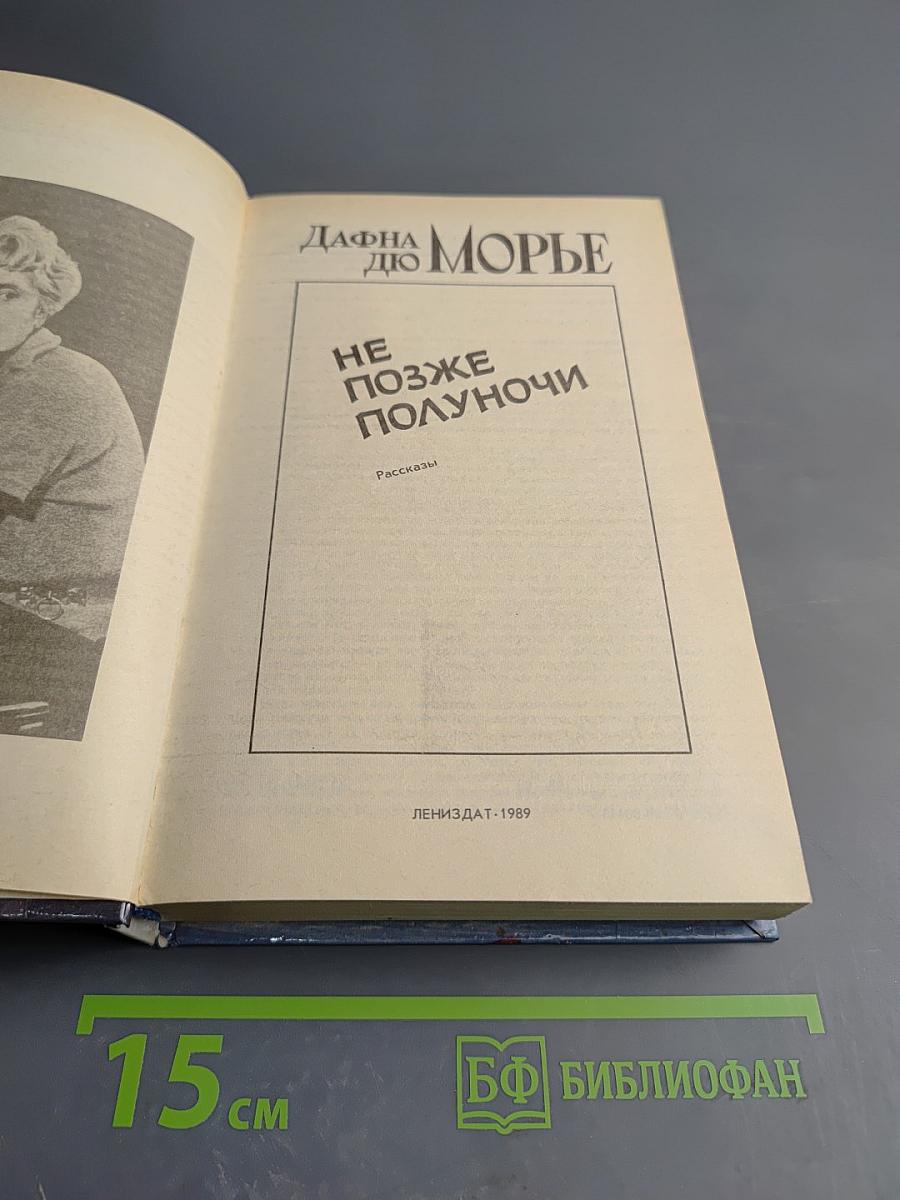 ДАФНА
ДЮ МОРЬЕ
НЕ
ПОЗЖЕ
ПОЛУНОЧИ
Рассказы
ЛЕНИЗДАТ·1989
15 см
БФ БИБЛИОФАН